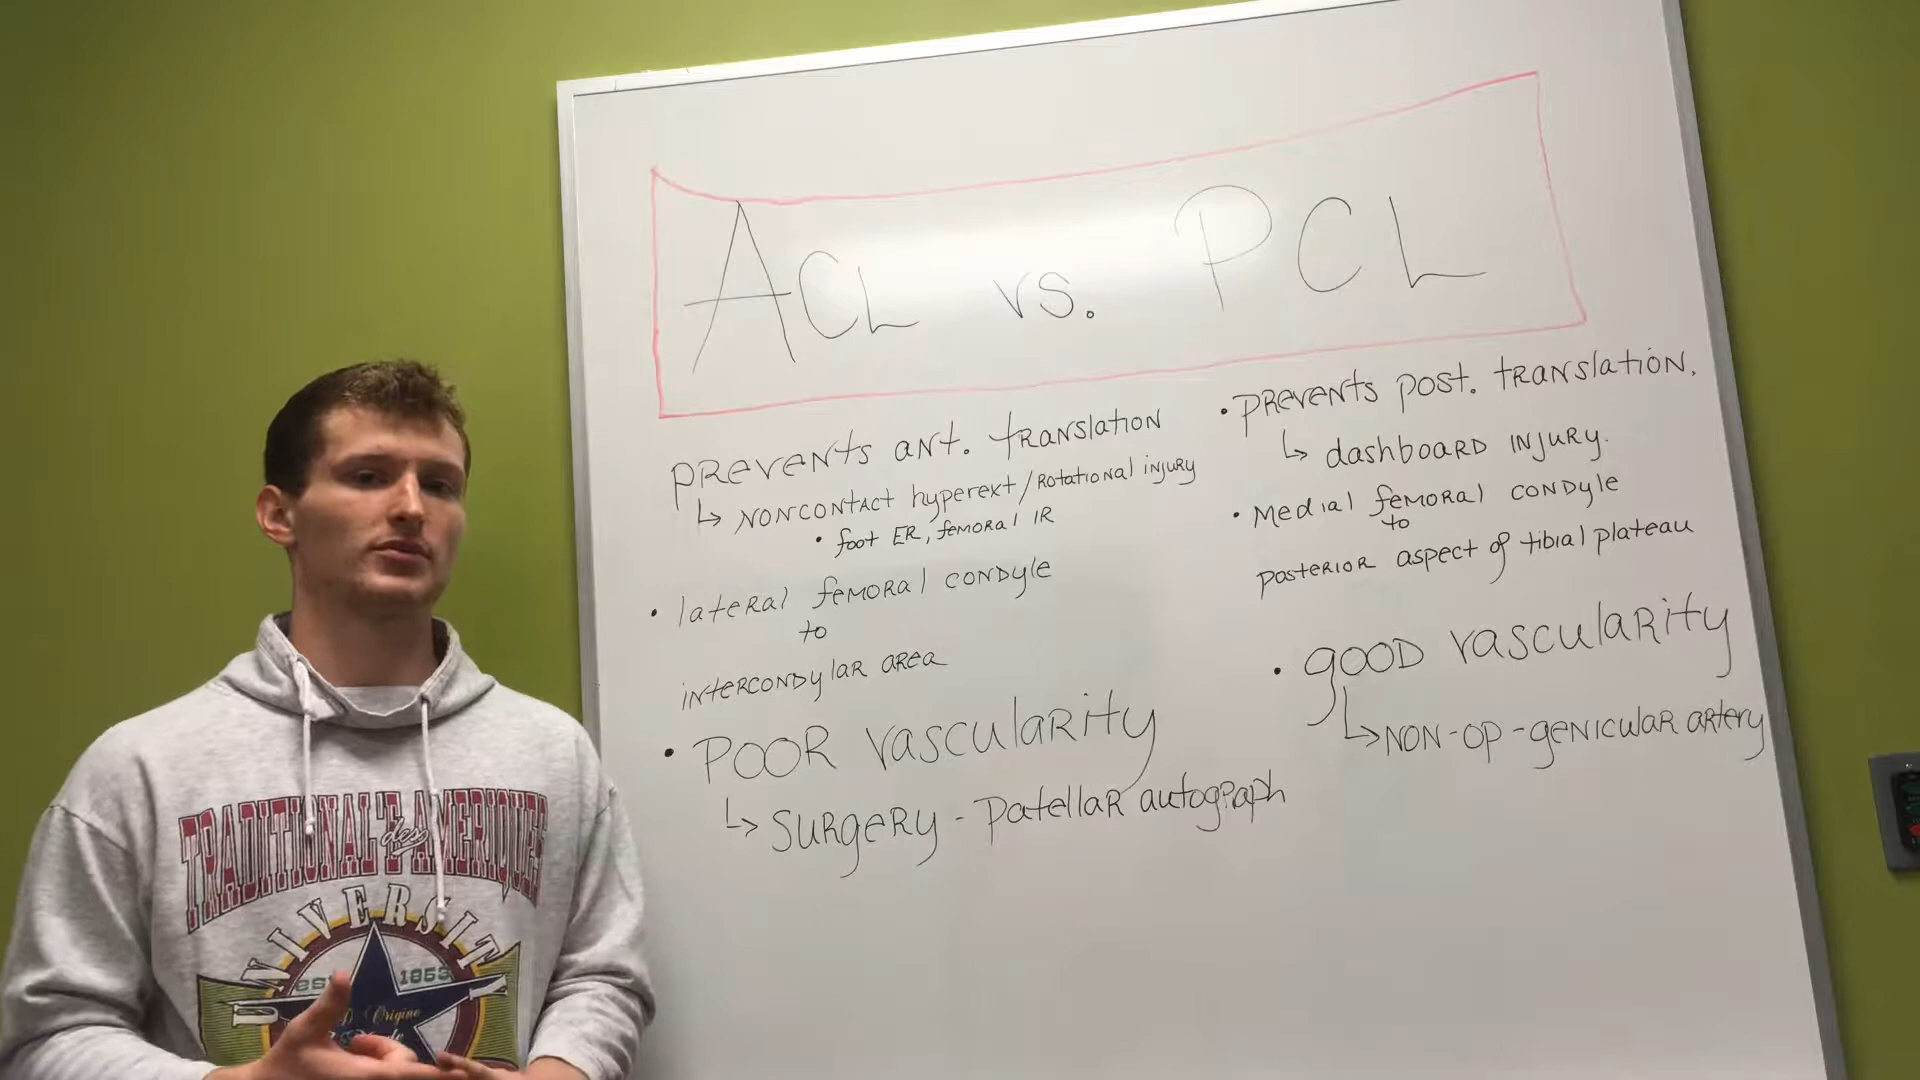 ACL vs. PCL
PREVENTS ANT. TRANSLATION
↳ NONCONTACT hyperext/ROTATIONAL INJURY
• foot ER, femoral IR
• lateral femoral condyle
to
intercondylar area
• POOR vascularity
↳ SURGERY - Patellar autograph
• PREVENTS POST. TRANSLATION.
↳ dashboard INJURY.
• Medial femoral condyle
to
posterior aspect of tibial plateau
• GOOD vascularity
↳ NON-OP - genicular artery
TRADITIONAL
des
AMERIQUES
UNIVERSITY
1853
Origine